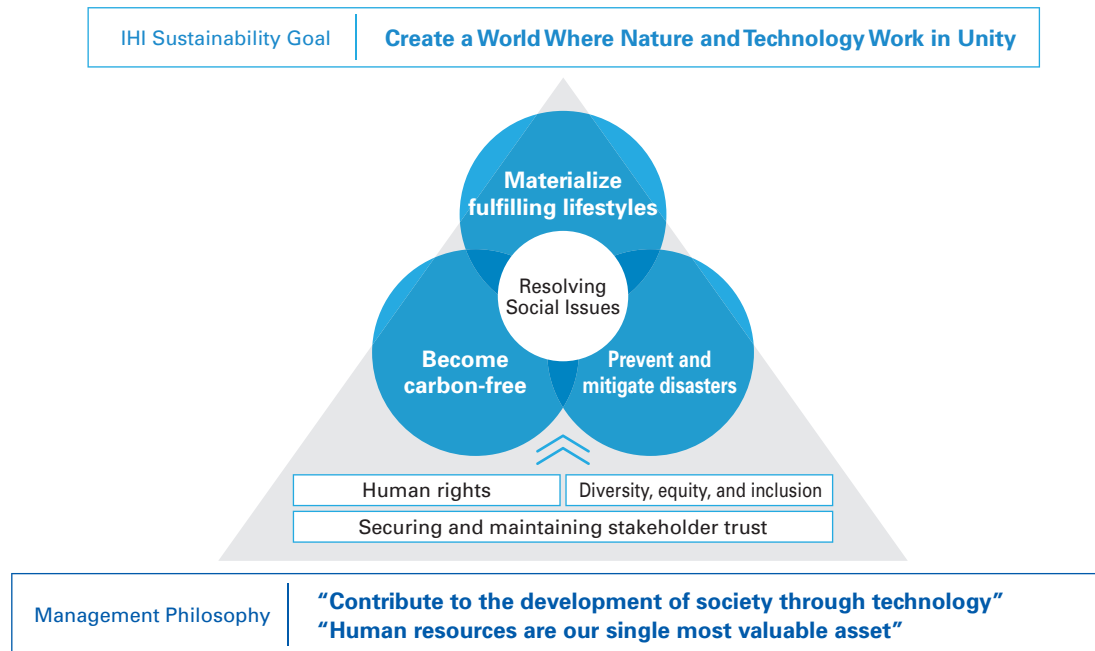 IHI Sustainability Goal
Create a World Where Nature and Technology Work in Unity
Materialize
fulfilling lifestyles
Resolving
Social Issues
Become
carbon-free
Prevent and
mitigate disasters
Human rights
Diversity, equity, and inclusion
Securing and maintaining stakeholder trust
Management Philosophy
“Contribute to the development of society through technology”
“Human resources are our single most valuable asset”